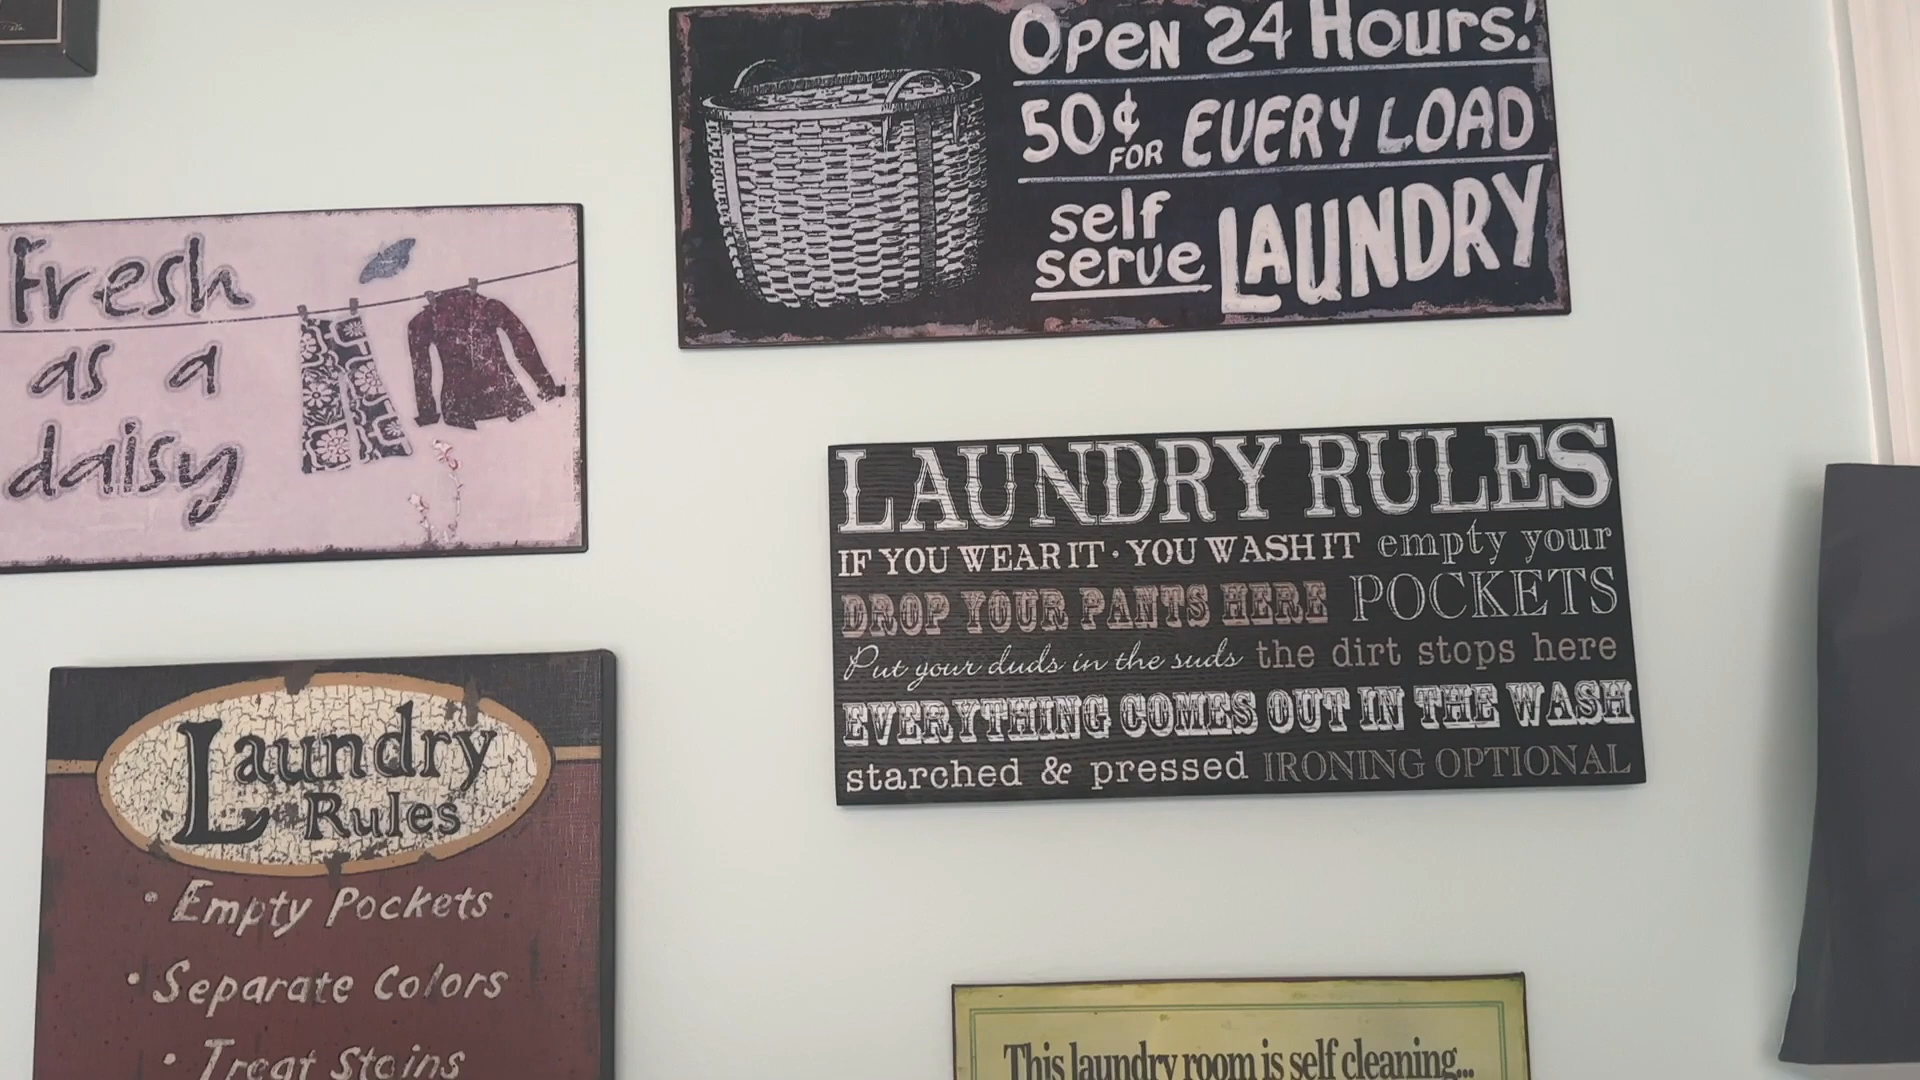 Open 24 Hours!
50¢ FOR EVERY LOAD
self serve LAUNDRY
Fresh
as a
daisy
LAUNDRY RULES
IF YOU WEAR IT · YOU WASH IT empty your
DROP YOUR PANTS HERE POCKETS
Put your duds in the suds the dirt stops here
EVERYTHING COMES OUT IN THE WASH
starched & pressed IRONING OPTIONAL
Laundry
Rules
• Empty Pockets
• Separate Colors
• Treat Stains
This laundry room is self cleaning...